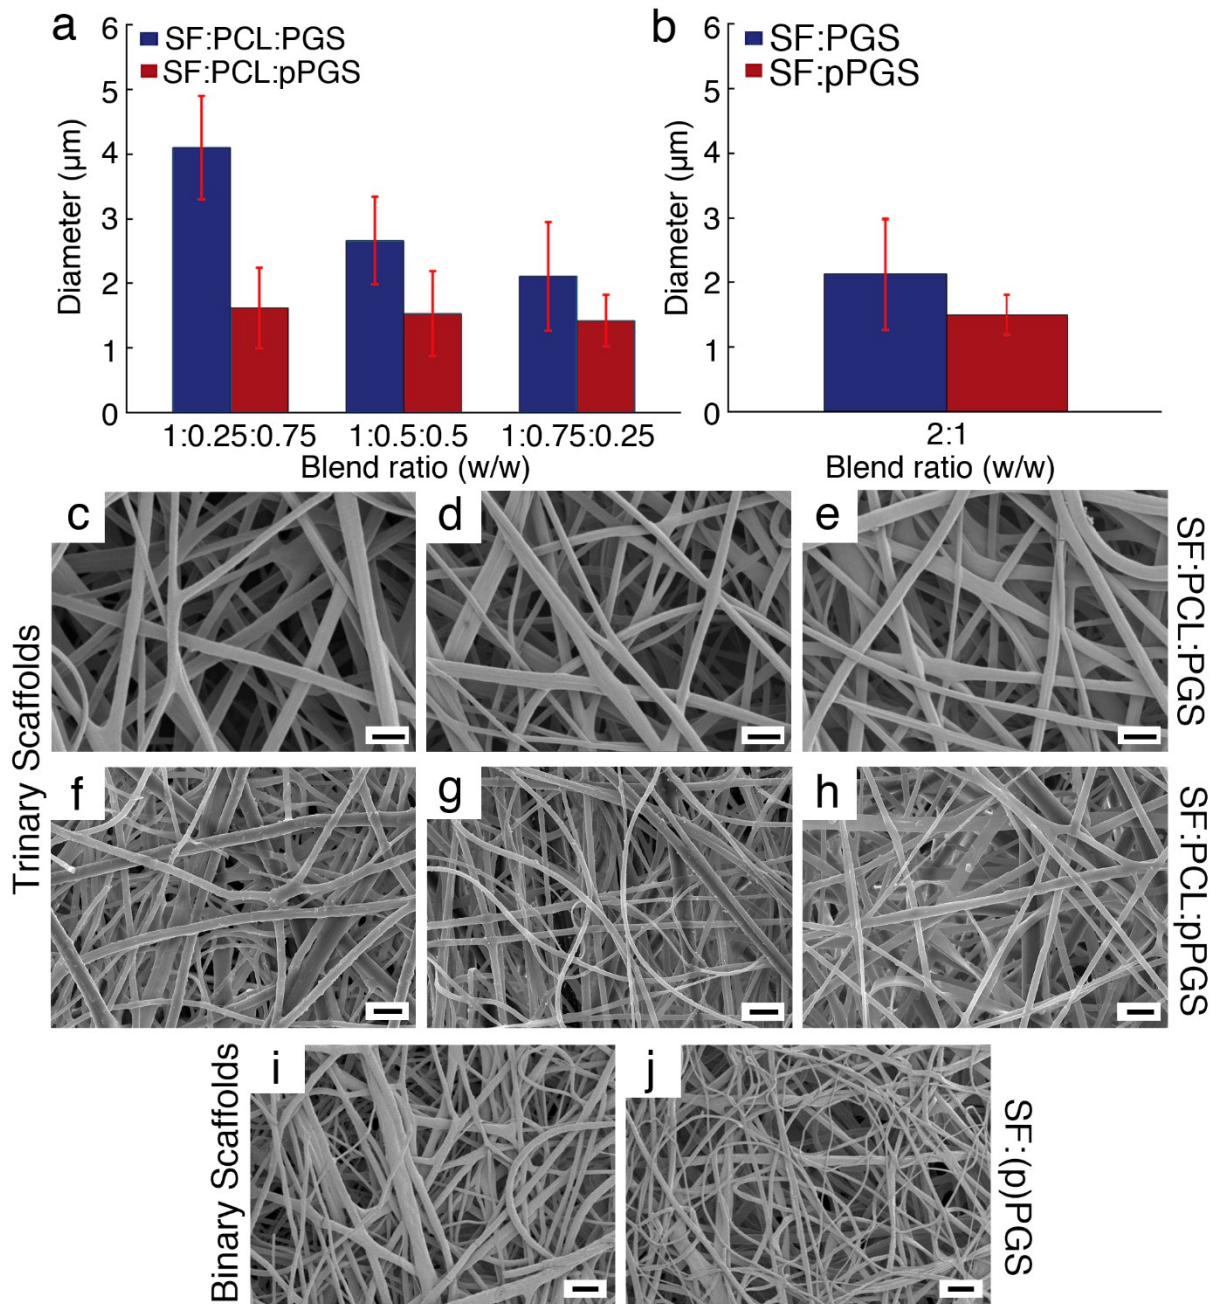 a
6
5
4
3
2
1
0
Diameter (µm)
SF:PCL:PGS
SF:PCL:pPGS
1:0.25:0.75 1:0.5:0.5 1:0.75:0.25
Blend ratio (w/w)
b
6
5
4
3
2
1
0
Diameter (µm)
SF:PGS
SF:pPGS
2:1
Blend ratio (w/w)
Trinary Scaffolds
c
d
e
SF:PCL:PGS
f
g
h
SF:PCL:pPGS
Binary Scaffolds
i
j
SF:(p)PGS